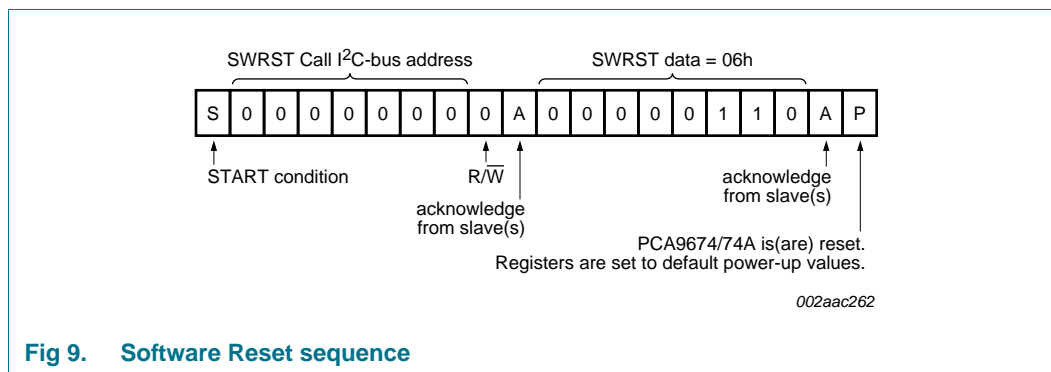 SWRST Call I2C-bus address SWRST data = 06h
S 0 0 0 0 0 0 0 0 A 0 0 0 0 0 1 1 0 A P
START condition R/W̅ acknowledge
from slave(s)
acknowledge
from slave(s)
PCA9674/74A is(are) reset.
Registers are set to default power-up values.
002aac262
Fig 9. Software Reset sequence